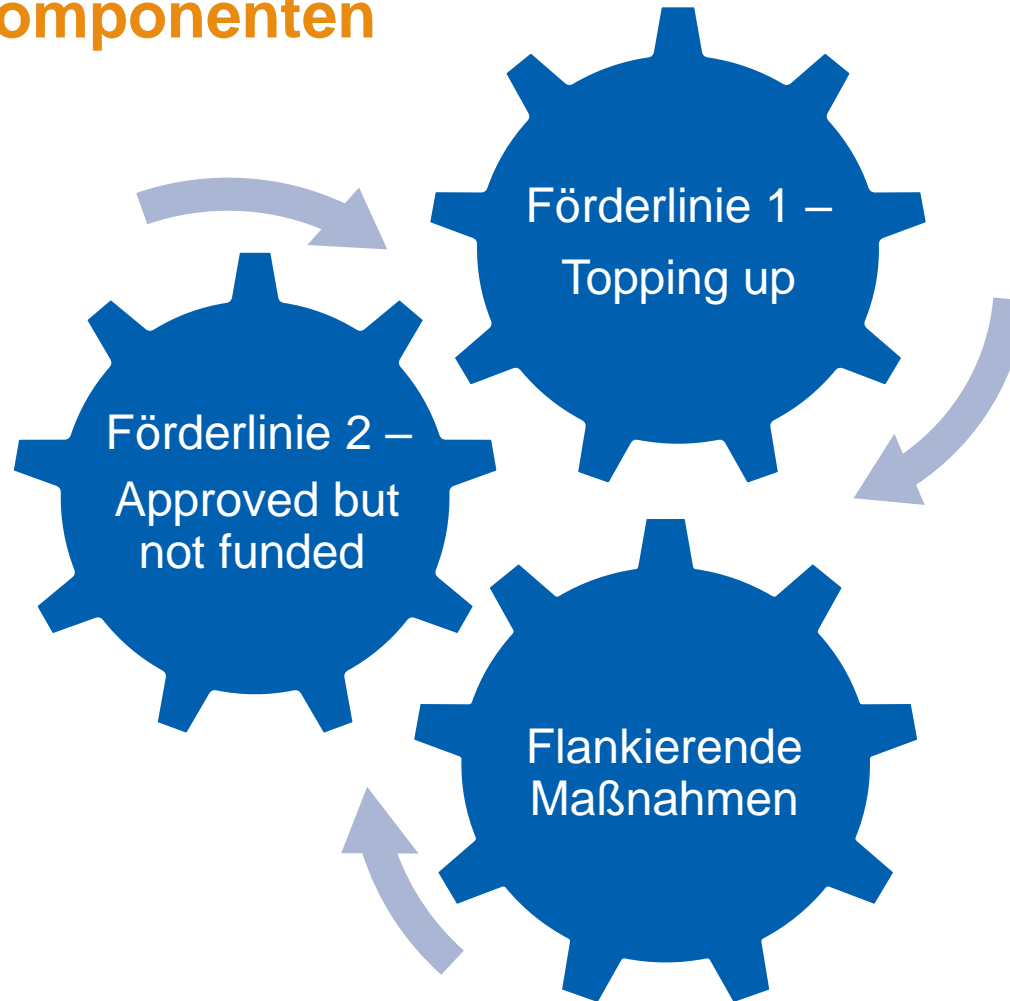 omponenten
Förderlinie 1 –
Topping up
Förderlinie 2 –
Approved but
not funded
Flankierende
Maßnahmen